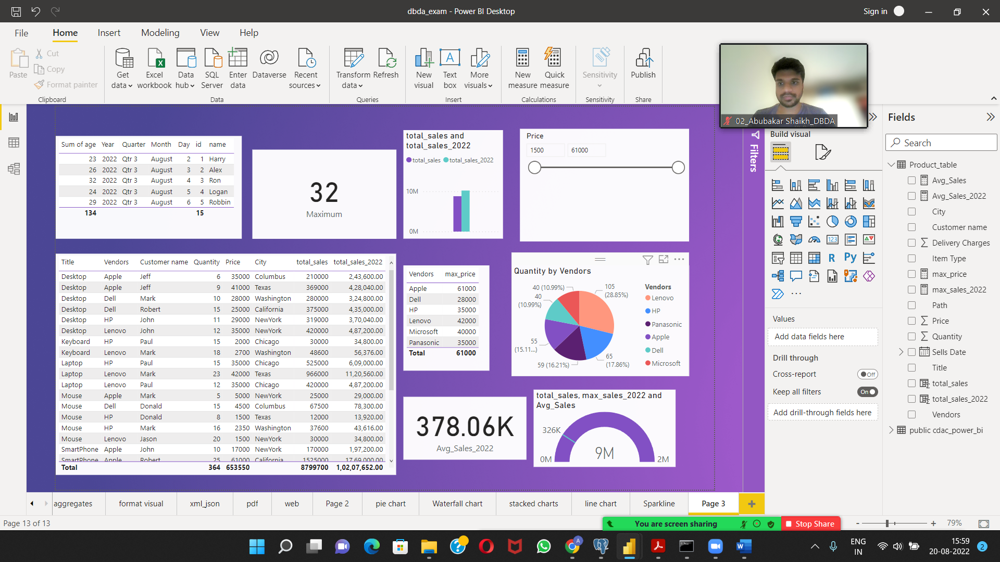 dbda_exam - Power BI Desktop
Sign in
File Home Insert Modeling View Help
Paste
Cut
Copy
Format painter
Clipboard
Get data
Excel workbook
Data hub
SQL Server
Enter data
Dataverse
Recent sources
Data
Transform data
Refresh
Queries
New visual
Text box
More visuals
Insert
New measure
Quick measure
Calculations
Sensitivity
Sensitivity
Publish
Share
02_Abubakar Shaikh_DBDA
Sum of age Year Quarter Month Day id name
23 2022 Qtr 3 August 2 1 Harry
26 2022 Qtr 3 August 3 2 Alex
32 2022 Qtr 3 August 4 3 Ron
24 2022 Qtr 3 August 5 4 Logan
29 2022 Qtr 3 August 6 5 Robbin
134 15
32
Maximum
total_sales and
total_sales_2022
total_sales total_sales_2022
10M
0M
Price
1500 61000
Title Vendors Customer name Quantity Price City total_sales total_sales_2022
Desktop Apple Jeff 6 35000 Columbus 210000 2,43,600.00
Desktop Apple Jeff 9 41000 Texas 369000 4,28,040.00
Desktop Dell Mark 10 28000 Washington 280000 3,24,800.00
Desktop Dell Robert 15 25000 California 375000 4,35,000.00
Desktop HP John 11 29000 NewYork 319000 3,70,040.00
Desktop Lenovo John 12 35000 NewYork 420000 4,87,200.00
Keyboard HP Paul 15 2000 Chicago 30000 34,800.00
Keyboard Lenovo Mark 18 2700 Washington 48600 56,376.00
Laptop HP Paul 15 35000 Chicago 525000 6,09,000.00
Laptop Lenovo Mark 23 42000 Texas 966000 11,20,560.00
Laptop Lenovo Paul 12 35000 Chicago 420000 4,87,200.00
Mouse Apple Mark 5 5000 NewYork 25000 29,000.00
Mouse Dell Donald 15 4500 Columbus 67500 78,300.00
Mouse HP Donald 8 1500 Texas 12000 13,920.00
Mouse HP Mark 16 2350 Washington 37600 43,616.00
Mouse Lenovo Jason 20 1500 NewYork 30000 34,800.00
SmartPhone Apple John 10 17000 NewYork 170000 1,97,200.00
SmartPhone Apple Robert 25 61000 California 1525000 17,69,000.00
Total 364 653550 8799700 1,02,07,652.00
Vendors max_price
Apple 61000
Dell 28000
HP 35000
Lenovo 42000
Microsoft 40000
Panasonic 35000
Total 61000
Quantity by Vendors
40 (10.99%)
40
(10.99%)
105
(28.85%)
55
(15.11...)
59 (16.21%)
65
(17.86%)
Vendors
Lenovo
HP
Panasonic
Apple
Dell
Microsoft
378.06K
Avg_Sales_2022
total_sales, max_sales_2022 and
Avg_Sales
326K
0M
9M
2M
Filters
Build visual
123
R
Py
Values
Add data fields here
Drill through
Cross-report Off
Keep all filters On
Add drill-through fields here
Fields
Search
Product_table
Avg_Sales
Avg_Sales_2022
City
Customer name
Delivery Charges
Item Type
max_price
max_sales_2022
Path
Price
Quantity
Sells Date
Title
total_sales
total_sales_2022
Vendors
public cdac_power_bi
aggregates format visual xml_json pdf web Page 2 pie chart Waterfall chart stacked charts line chart Sparkline Page 3
Page 13 of 13
You are screen sharing
Stop Share
79%
ENG
IN
15:59
20-08-2022
2